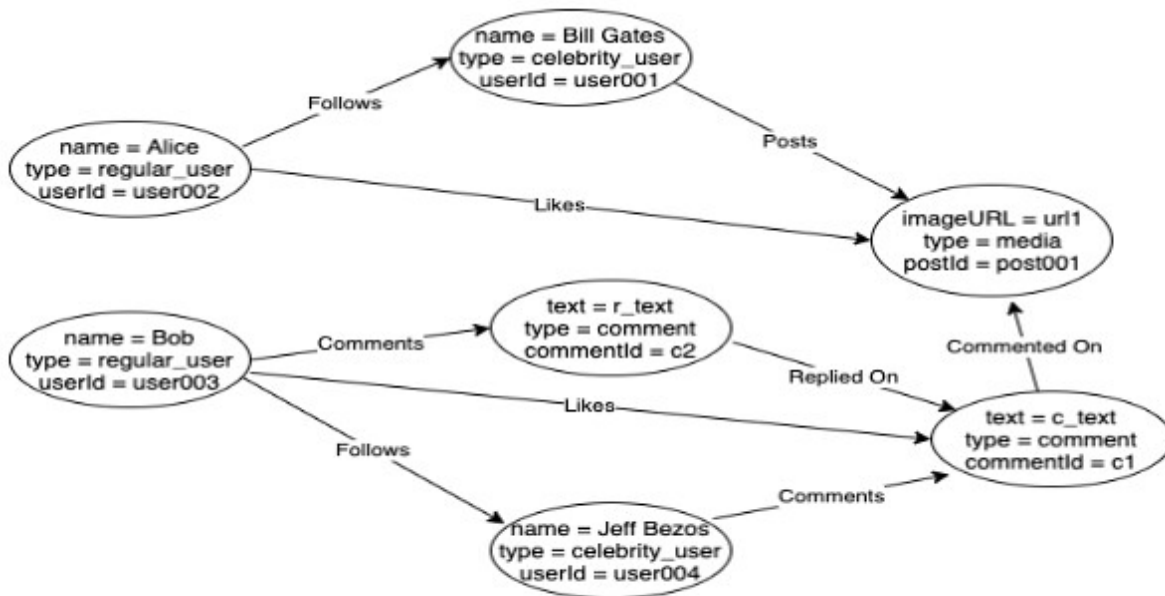 name = Bill Gates
type = celebrity_user
userId = user001
Follows
Posts
name = Alice
type = regular_user
userId = user002
Likes
imageURL = url1
type = media
postId = post001
text = r_text
type = comment
commentId = c2
name = Bob
type = regular_user
userId = user003
Comments
Commented On
Replied On
Likes
text = c_text
type = comment
commentId = c1
Follows
Comments
name = Jeff Bezos
type = celebrity_user
userId = user004